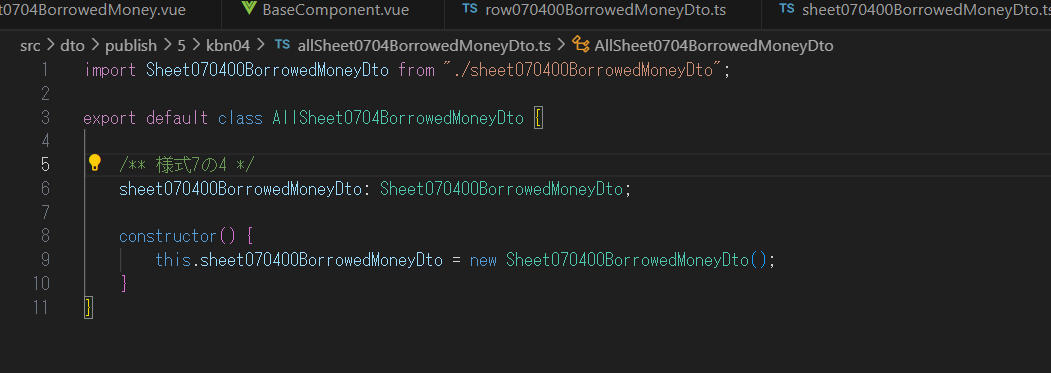 t0704BorrowedMoney.vue BaseComponent.vue TS row070400BorrowedMoneyDto.ts TS sheet070400BorrowedMoneyDto.ts
src > dto > publish > 5 > kbn04 > TS allSheet0704BorrowedMoneyDto.ts > AllSheet0704BorrowedMoneyDto
1 import Sheet070400BorrowedMoneyDto from "./sheet070400BorrowedMoneyDto";
2
3 export default class AllSheet0704BorrowedMoneyDto {
4
5 /** 様式7の4 */
6 sheet070400BorrowedMoneyDto: Sheet070400BorrowedMoneyDto;
7
8 constructor() {
9 this.sheet070400BorrowedMoneyDto = new Sheet070400BorrowedMoneyDto();
10 }
11 }